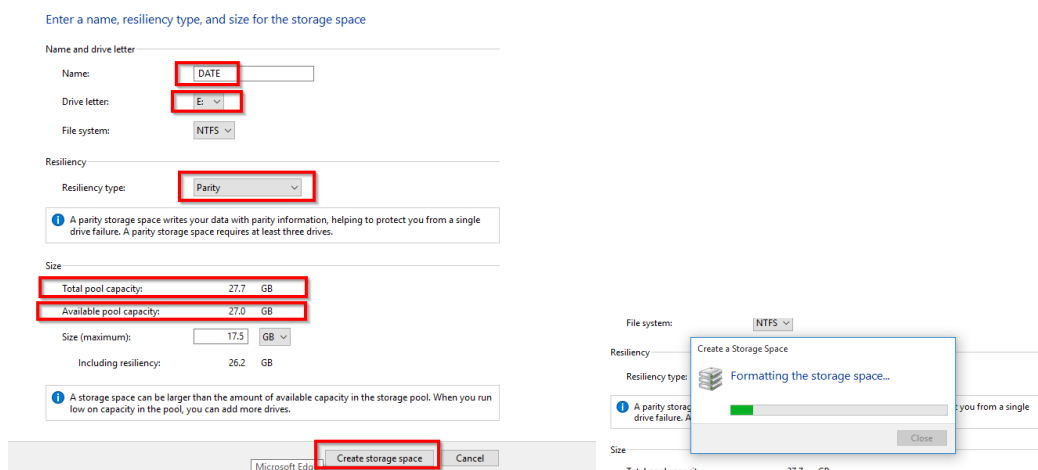 Enter a name, resiliency type, and size for the storage space
Name and drive letter
Name: DATE
Drive letter: E:
File system: NTFS
Resiliency
Resiliency type: Parity
A parity storage space writes your data with parity information, helping to protect you from a single
drive failure. A parity storage space requires at least three drives.
Size
Total pool capacity: 27.7 GB
Available pool capacity: 27.0 GB
Size (maximum): 17.5 GB
Including resiliency: 26.2 GB
A storage space can be larger than the amount of available capacity in the storage pool. When you run
low on capacity in the pool, you can add more drives.
Create storage space Cancel
Microsoft Edg
File system: NTFS
Resiliency
Create a Storage Space
Resiliency type:
Formatting the storage space...
A parity storag
t you from a single
drive failure. A
Close
Size